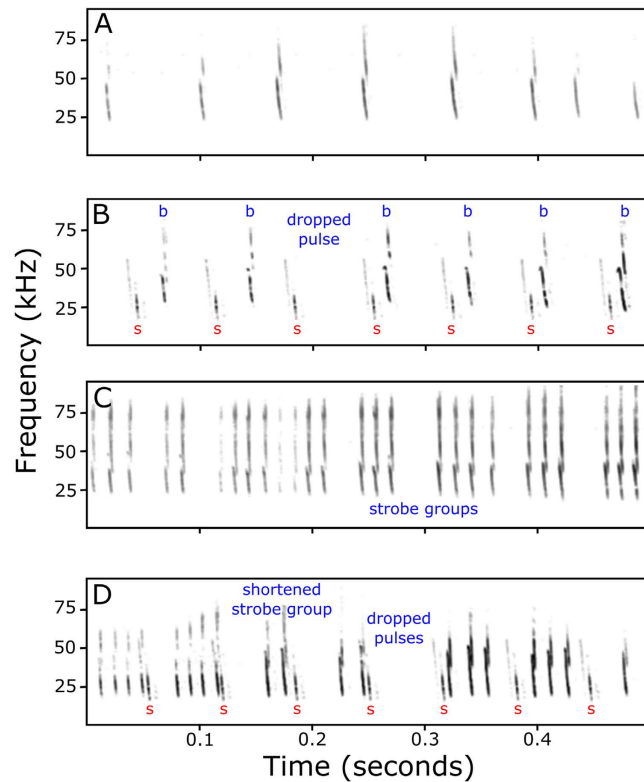 A
75
50
25
B
b b b b b b
dropped
pulse
75
50
25
s s s s s s s
C
75
50
25
strobe groups
D
shortened
strobe group
dropped
pulses
75
50
25
s s s s s s s
0.1 0.2 0.3 0.4
Time (seconds)
Frequency (kHz)